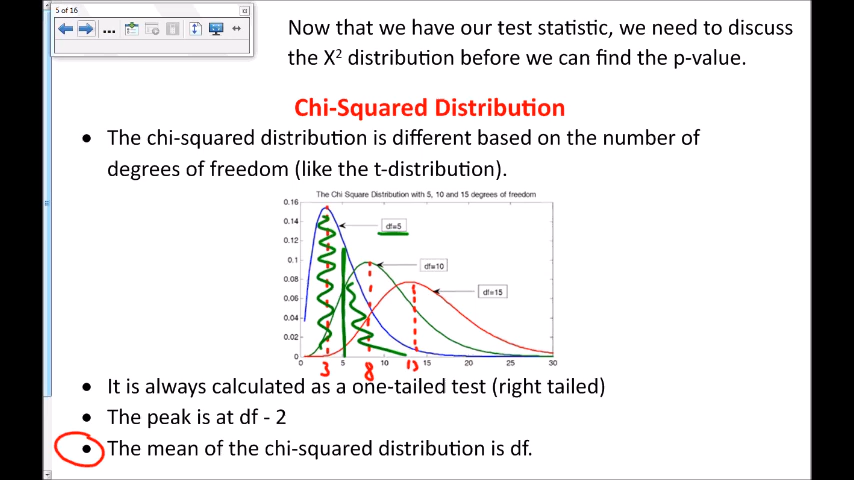 5 of 16
Now that we have our test statistic, we need to discuss
the X² distribution before we can find the p-value.
Chi-Squared Distribution
• The chi-squared distribution is different based on the number of
degrees of freedom (like the t-distribution).
The Chi Square Distribution with 5, 10 and 15 degrees of freedom
0.16
0.14
0.12
0.1
0.08
0.06
0.04
0.02
0
df=5
df=10
df=15
0 5 10 15 20 25 30
3 8 13
• It is always calculated as a one-tailed test (right tailed)
• The peak is at df - 2
• The mean of the chi-squared distribution is df.